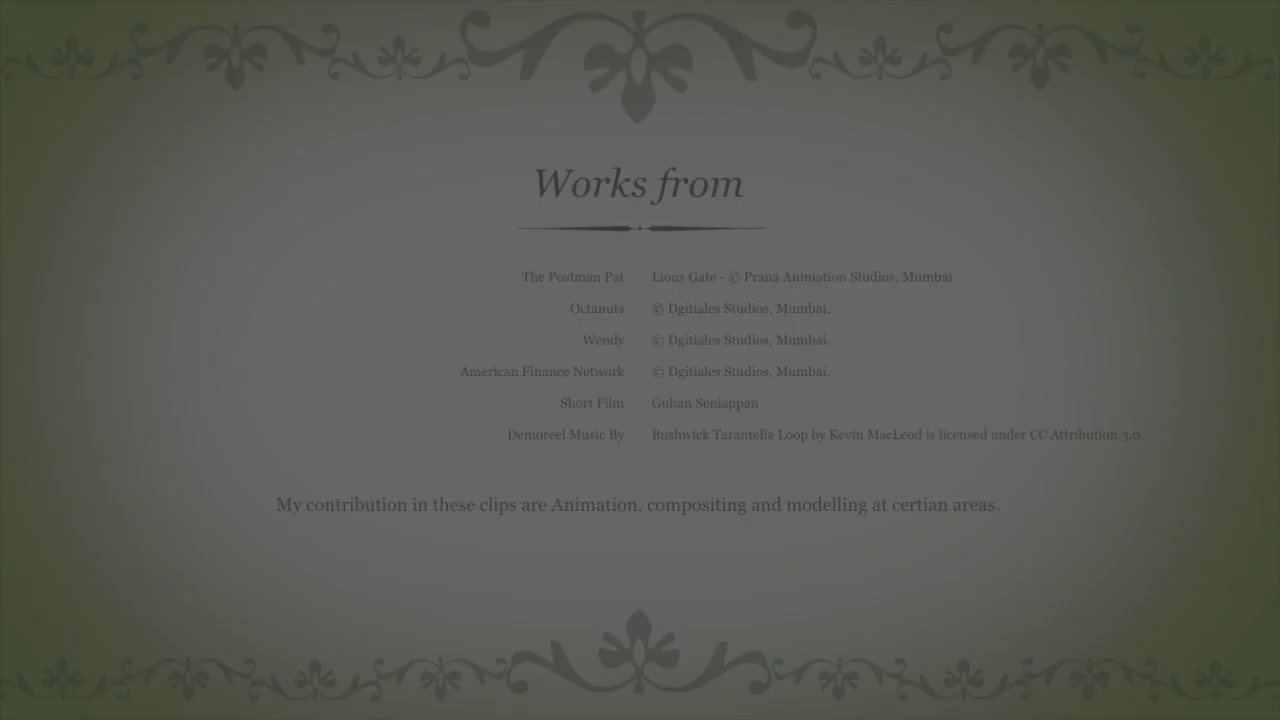 Works from
The Postman Pat Lions Gate - © Prana Animation Studios, Mumbai
Octanuts © Dgitiales Studios, Mumbai.
Wendy © Dgitiales Studios, Mumbai.
American Finance Network © Dgitiales Studios, Mumbai.
Short Film Guhan Seniappan
Demoreel Music By Bushwick Tarantella Loop by Kevin MacLeod is licensed under CC Attribution 3.0.
My contribution in these clips are Animation, compositing and modelling at certian areas.